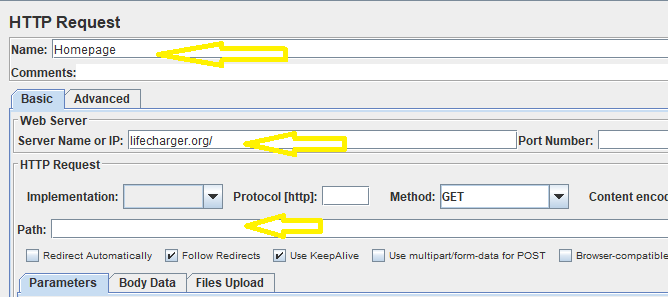 HTTP Request
Name: Homepage
Comments:
Basic Advanced
Web Server
Server Name or IP: lifecharger.org/ Port Number:
HTTP Request
Implementation: Protocol [http]: Method: GET Content enco
Path:
Redirect Automatically Follow Redirects Use KeepAlive Use multipart/form-data for POST Browser-compatible
Parameters Body Data Files Upload